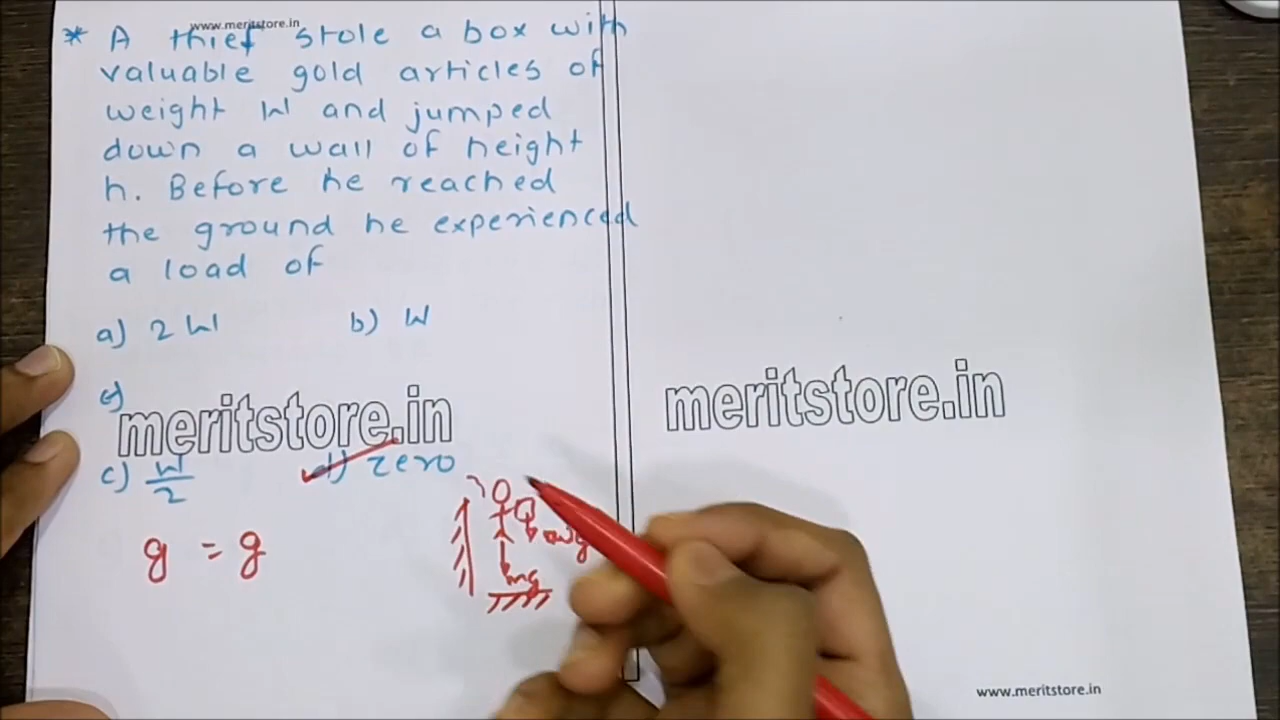 www.meritstore.in
* A thief stole a box with
valuable gold articles of
weight W and jumped
down a wall of height
h. Before he reached
the ground he experienced
a load of
a) 2W b) W
c)
meritstore.in meritstore.in
c) W/2 d) zero
g = g
mg
www.meritstore.in